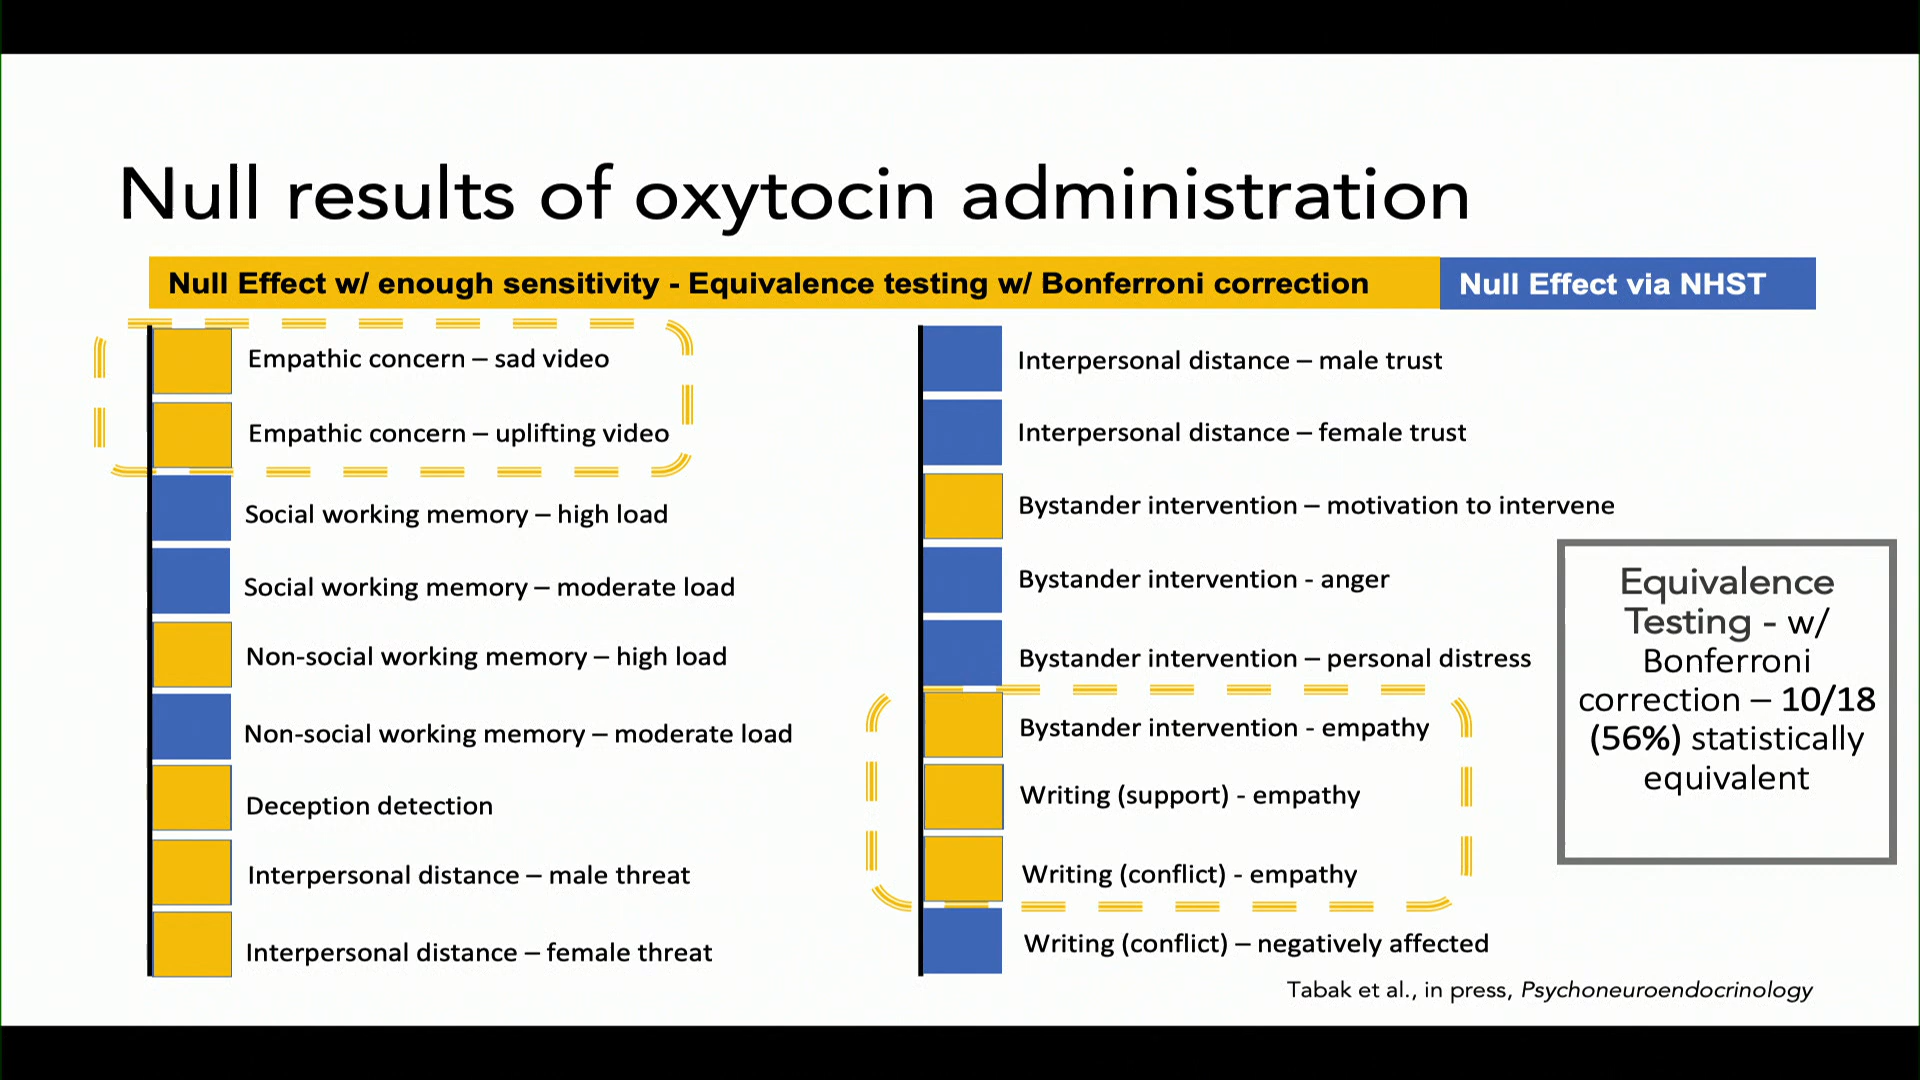 Null results of oxytocin administration
Null Effect w/ enough sensitivity - Equivalence testing w/ Bonferroni correction
Null Effect via NHST
Empathic concern – sad video
Empathic concern – uplifting video
Social working memory – high load
Social working memory – moderate load
Non-social working memory – high load
Non-social working memory – moderate load
Deception detection
Interpersonal distance – male threat
Interpersonal distance – female threat
Interpersonal distance – male trust
Interpersonal distance – female trust
Bystander intervention – motivation to intervene
Bystander intervention - anger
Bystander intervention – personal distress
Bystander intervention - empathy
Writing (support) - empathy
Writing (conflict) - empathy
Writing (conflict) – negatively affected
Equivalence
Testing - w/
Bonferroni
correction – 10/18
(56%) statistically
equivalent
Tabak et al., in press, Psychoneuroendocrinology